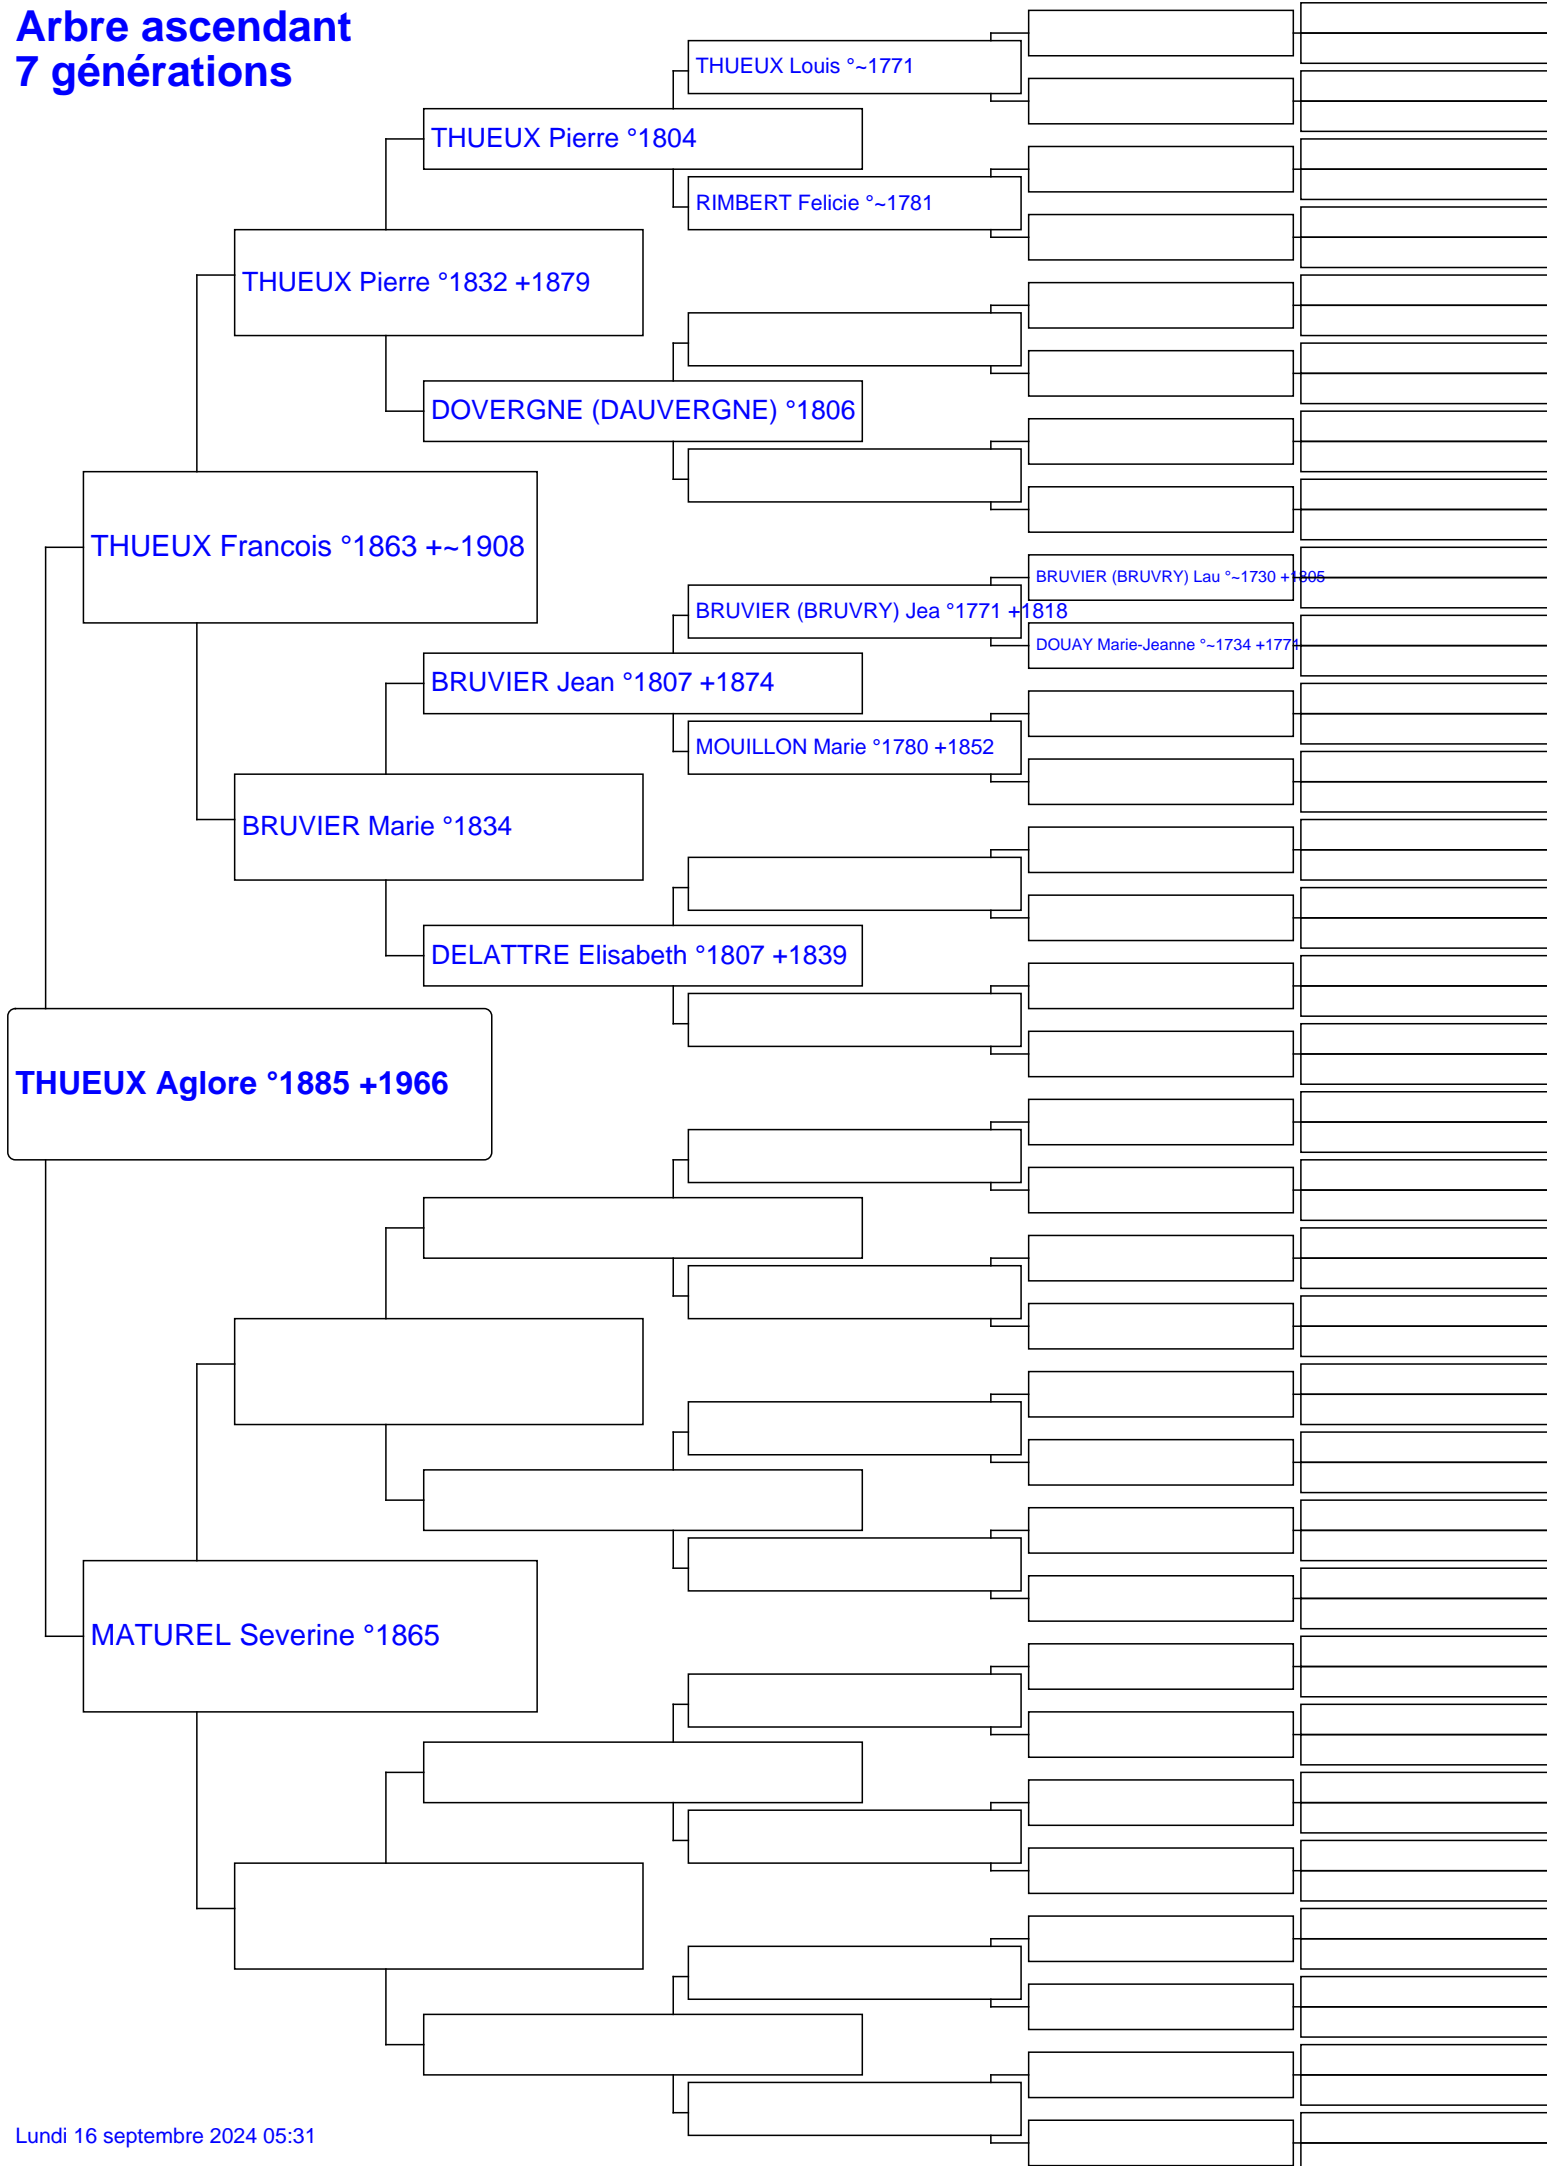 Arbre ascendant
7 générations
THUEUX Louis °~1771
THUEUX Pierre °1804
RIMBERT Felicie °~1781
THUEUX Pierre °1832 +1879
DOVERGNE (DAUVERGNE) °1806
THUEUX Francois °1863 +~1908
BRUVIER (BRUVRY) Lau °~1730 +1805
BRUVIER (BRUVRY) Jea °1771 +1818
DOUAY Marie-Jeanne °~1734 +1771
BRUVIER Jean °1807 +1874
MOUILLON Marie °1780 +1852
BRUVIER Marie °1834
DELATTRE Elisabeth °1807 +1839
THUEUX Aglore °1885 +1966
MATUREL Severine °1865
Lundi 16 septembre 2024 05:31